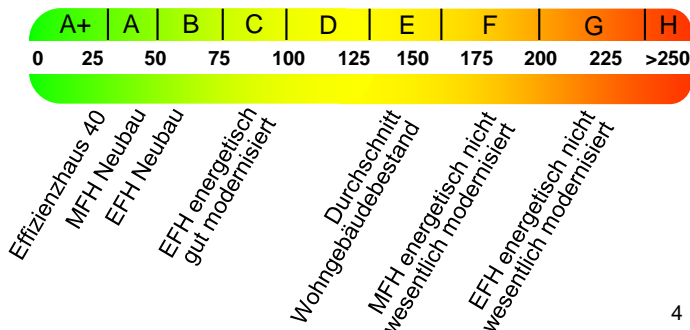 A+ A B C D E F G H
0 25 50 75 100 125 150 175 200 225 >250
Effizienzhaus 40
MFH Neubau
EFH Neubau
EFH energetisch
gut modernisiert
Durchschnitt
Wohngebäudebestand
MFH energetisch nicht
wesentlich modernisiert
EFH energetisch nicht
wesentlich modernisiert
4